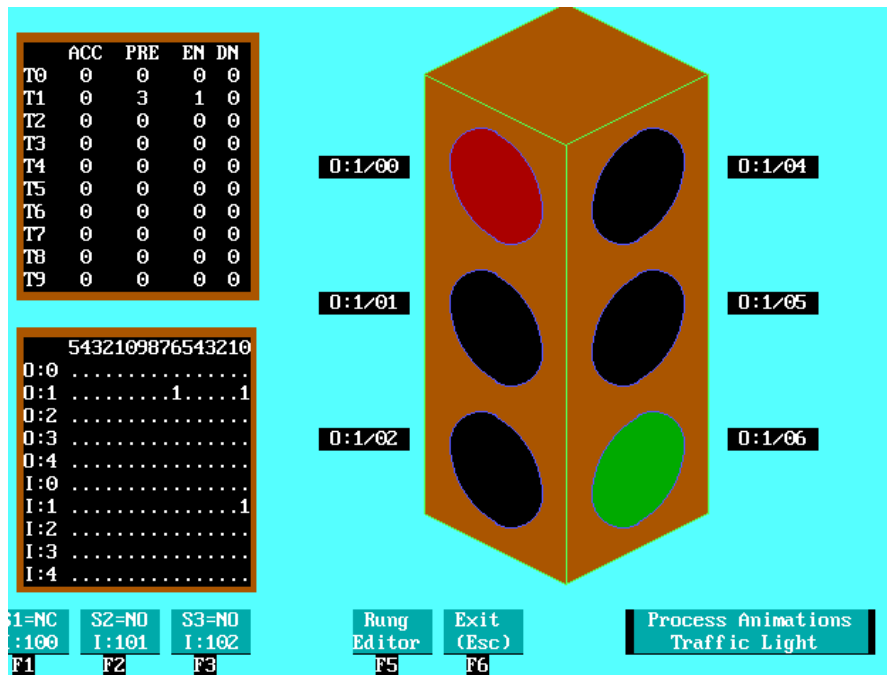 ACC PRE EN DN
T0 0 0 0 0
T1 0 3 1 0
T2 0 0 0 0
T3 0 0 0 0
T4 0 0 0 0
T5 0 0 0 0
T6 0 0 0 0
T7 0 0 0 0
T8 0 0 0 0
T9 0 0 0 0
5432109876543210
O:0 ................
O:1 .........1.....1
O:2 ................
O:3 ................
O:4 ................
I:0 ................
I:1 ...............1
I:2 ................
I:3 ................
I:4 ................
O:1/00
O:1/04
O:1/01
O:1/05
O:1/02
O:1/06
S1=NC
I:100
F1
S2=NO
I:101
F2
S3=NO
I:102
F3
Rung
Editor
F5
Exit
(Esc)
F6
Process Animations
Traffic Light